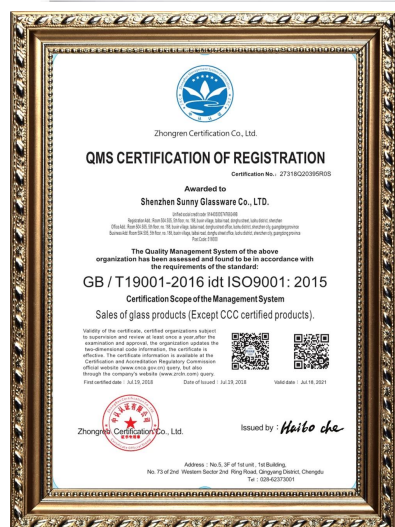 Zhongren Certification Co., Ltd.
QMS CERTIFICATION OF REGISTRATION
Certification No.: 27318Q20395R0S
Awarded to
Shenzhen Sunny Glassware Co., LTD.
The Quality Management System of the above
organization has been assessed and found to be in accordance with
the requirements of the standard:
GB / T19001-2016 idt ISO9001: 2015
Certification Scope of the Management System
Sales of glass products (Except CCC certified products).
Validity of the certificate, certified organizations subject
to supervision and review at least once a year, after the
examination and approval, the organization updates the
two-dimensional code information, the certificate is
effective. The certificate information is available at the
Certification and Accreditation Regulatory Commission
official website (www.cnca.gov.cn) query, but also
through the company's website (www.zrcln.com) query.
First certified date : Jul.19, 2018
Date of Issued : Jul.19, 2018
Valid date : Jul 18, 2021
Zhongren Certification Co., Ltd.
Issued by : Haibo che
Address : No.5, 3F of 1st unit, 1st Building,
No. 73 of 2nd Western Sector 2nd Ring Road, Qingyang District, Chengdu
Tel : 028-62373001